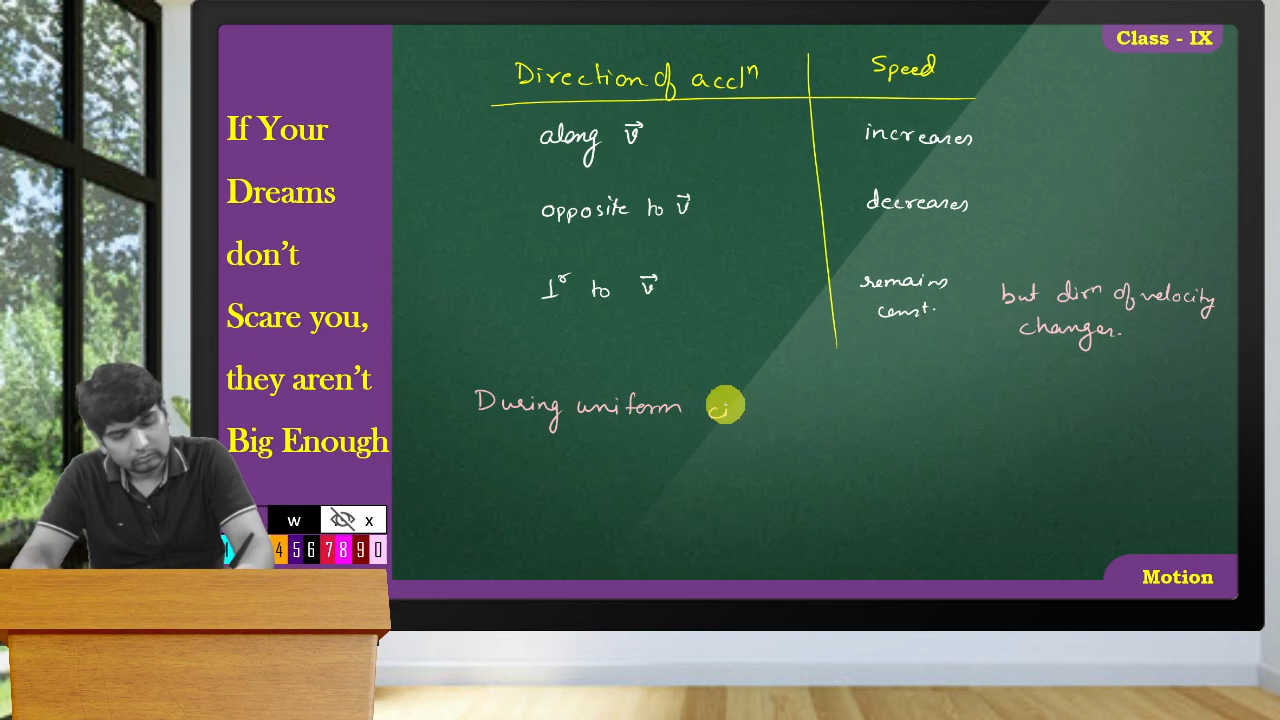 Class - IX
If Your
Dreams
don't
Scare you,
they aren't
Big Enough
Direction of acclⁿ Speed
along v⃗ increases
opposite to v⃗ decreases
⊥ʳ to v⃗ remains
const.
but dirⁿ of velocity
changes.
During uniform ci
w x
4 5 6 7 8 9 0
Motion